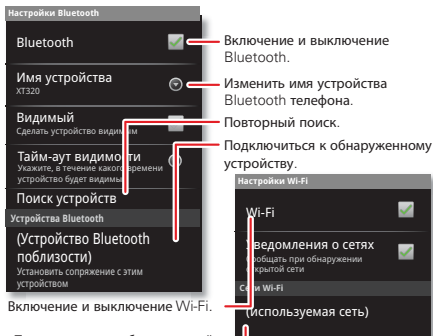 Настройки Bluetooth
Bluetooth
Имя устройства
XT320
Видимый
Сделать устройство видимым
Тайм-аут видимости
Укажите, в течение какого времени
устройство будет видимым
Поиск устройств
Устройства Bluetooth
(Устройство Bluetooth
поблизости)
Установить сопряжение с этим
устройством
Включение и выключение
Bluetooth.
Изменить имя устройства
Bluetooth телефона.
Повторный поиск.
Подключиться к обнаруженному
устройству.
Настройки Wi-Fi
Wi-Fi
Уведомления о сетях
Сообщать при обнаружении
открытой сети
Сети Wi-Fi
(используемая сеть)
Включение и выключение Wi-Fi.